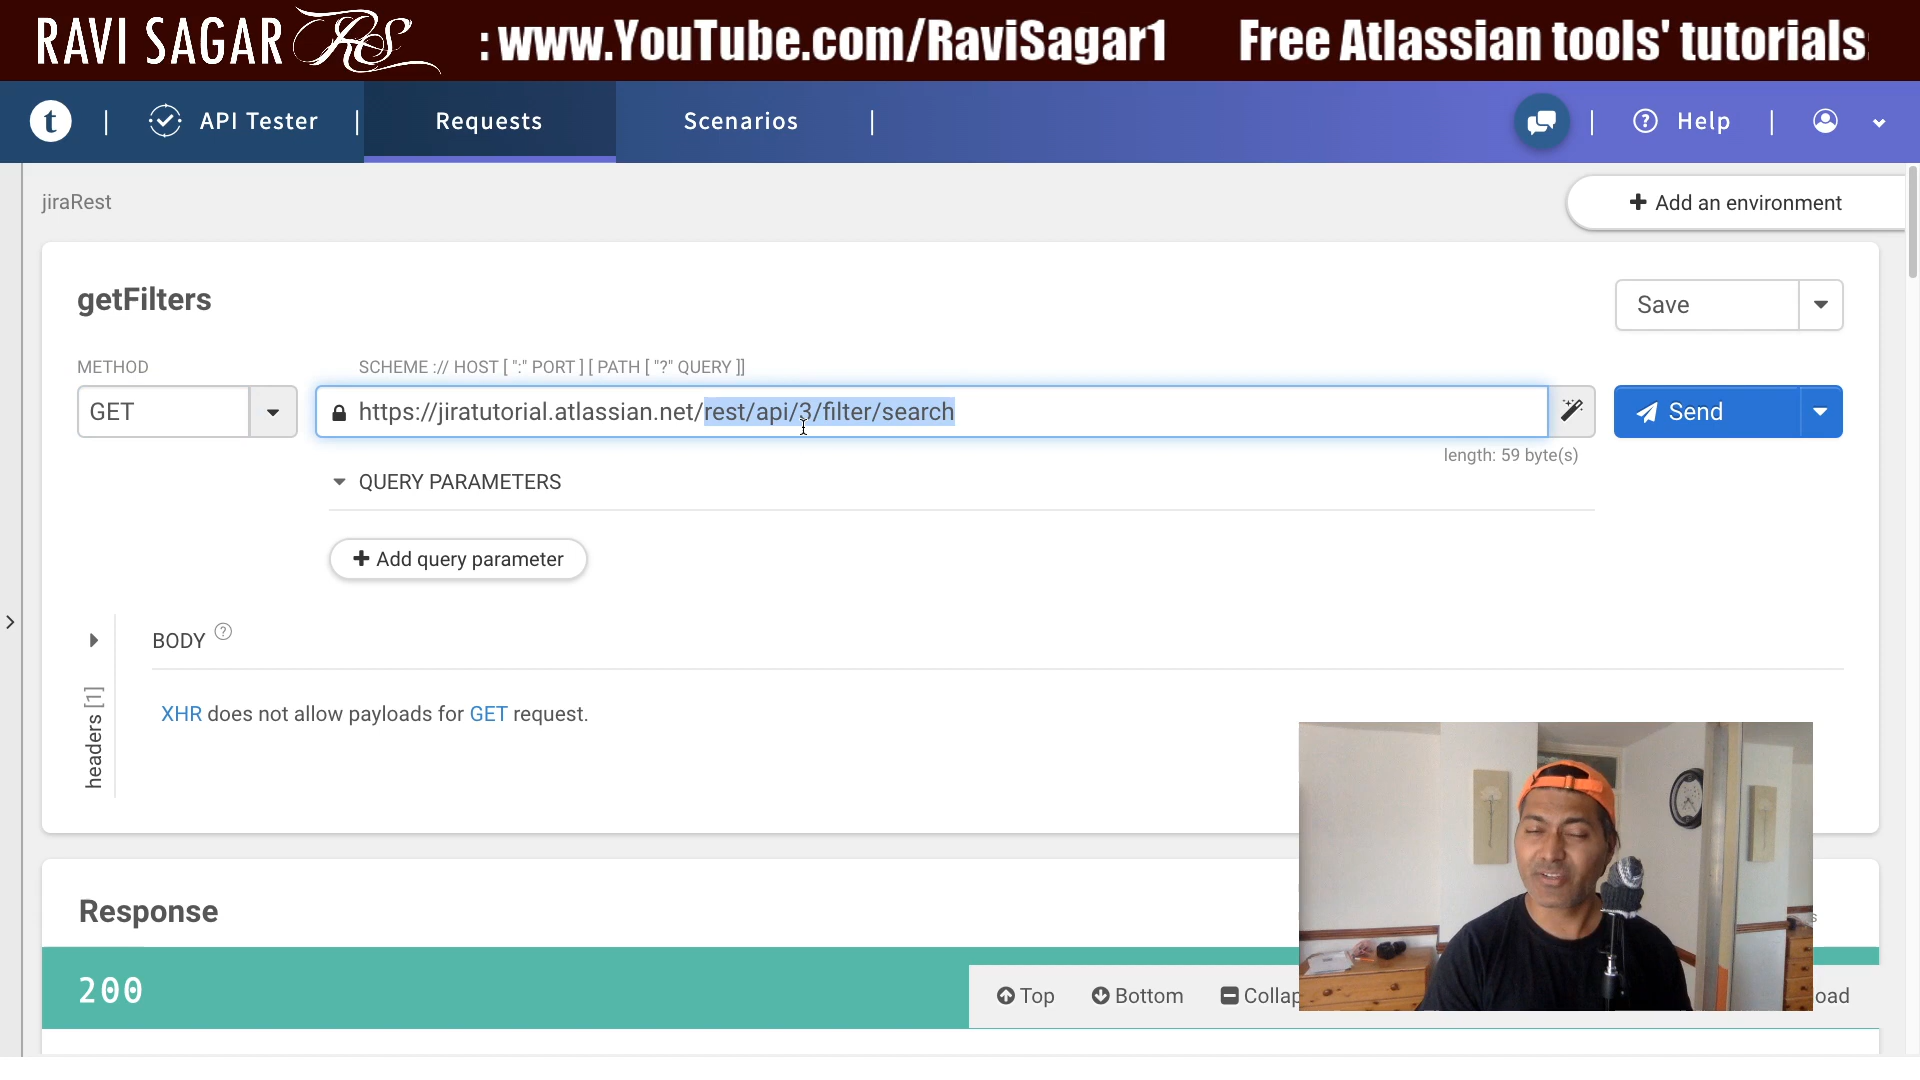 RAVI SAGAR RS : www.YouTube.com/RaviSagar1 Free Atlassian tools' tutorials
t | API Tester | Requests Scenarios | | Help |
jiraRest
Add an environment
getFilters
Save
METHOD SCHEME :// HOST [ ":" PORT ] [ PATH [ "?" QUERY ]]
GET https://jiratutorial.atlassian.net/rest/api/3/filter/search Send
length: 59 byte(s)
QUERY PARAMETERS
Add query parameter
BODY ?
headers [1]
XHR does not allow payloads for GET request.
Response
200
Top Bottom Collap oad